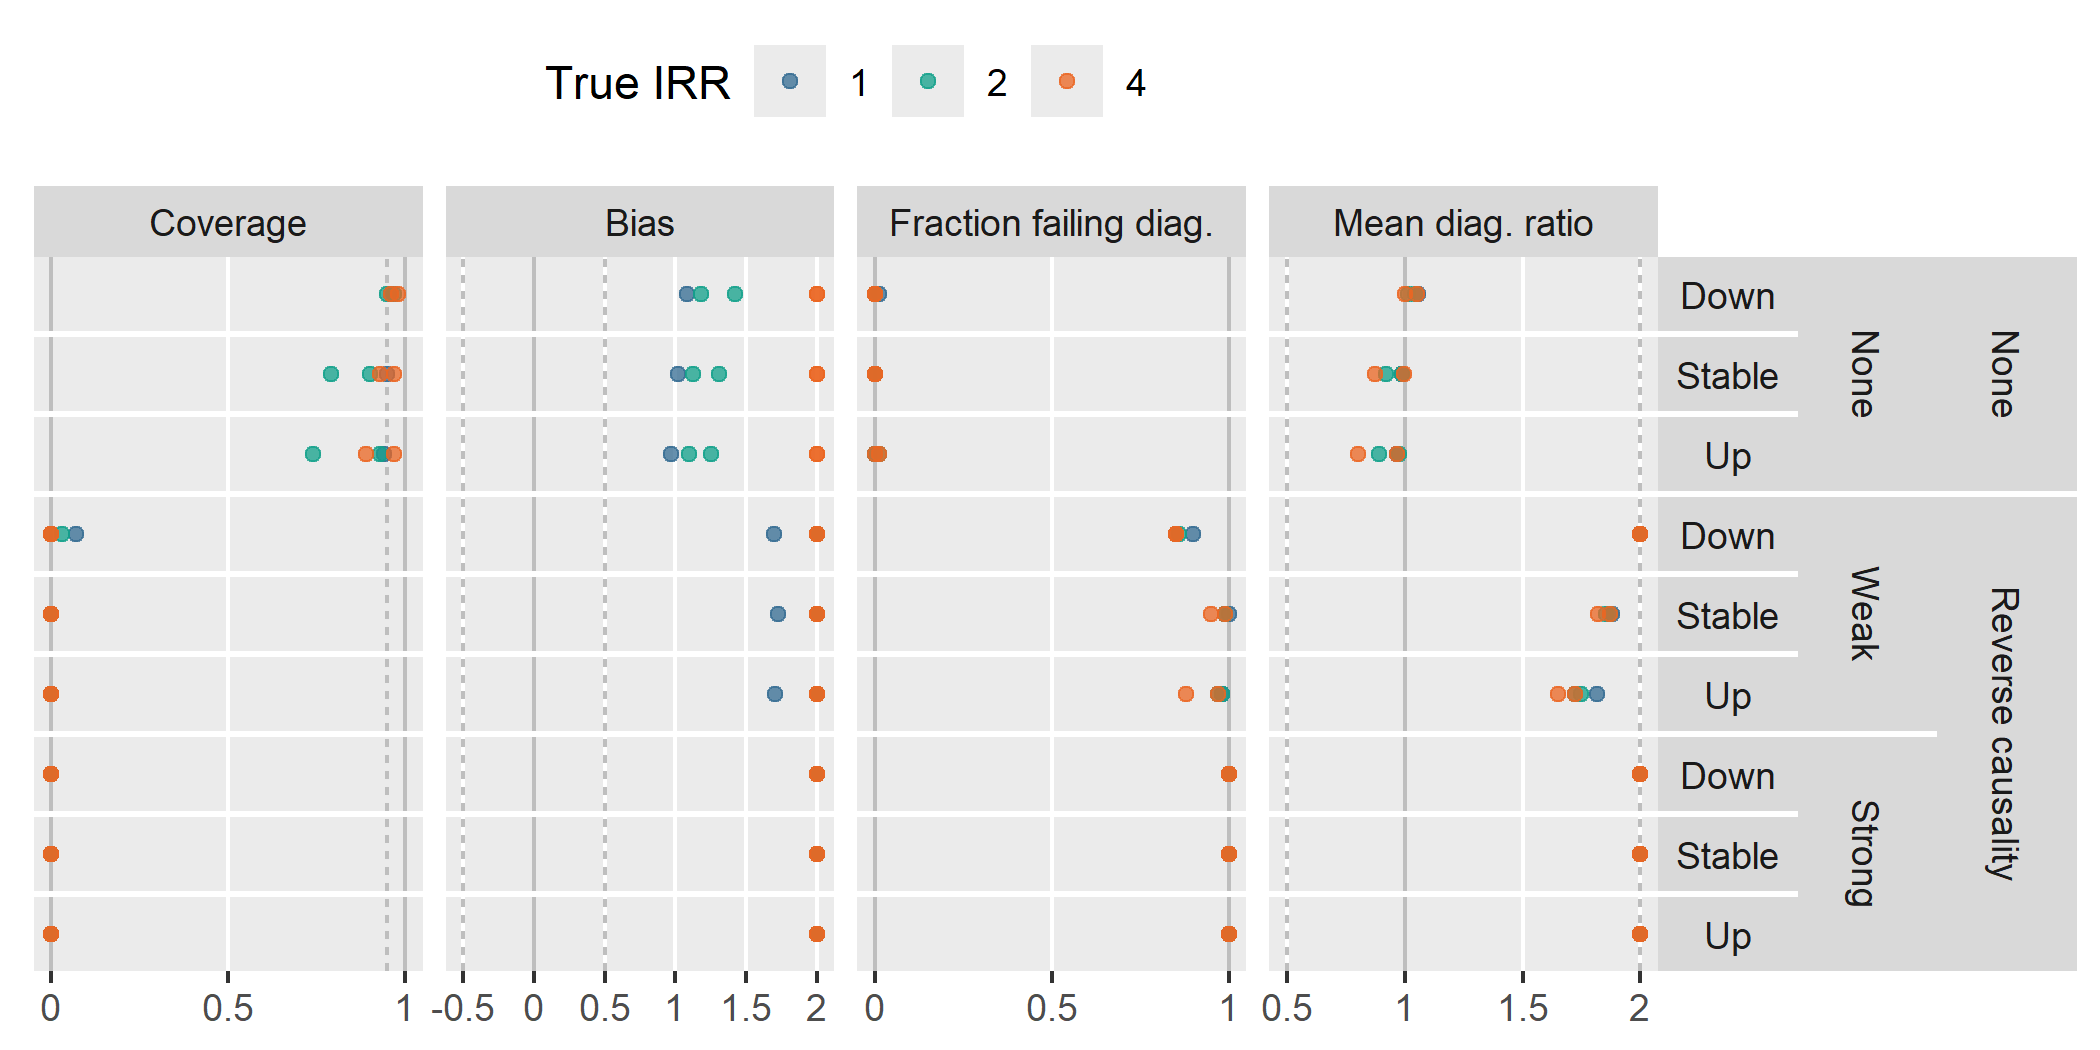 True IRR 1 2 4
Coverage Bias Fraction failing diag. Mean diag. ratio
Down
Stable
Up
None
None
Down
Stable
Up
Weak
Down
Stable
Up
Strong
Reverse causality
0 0.5 1 -0.5 0 0.5 1 1.5 2 0 0.5 1 0.5 1 1.5 2